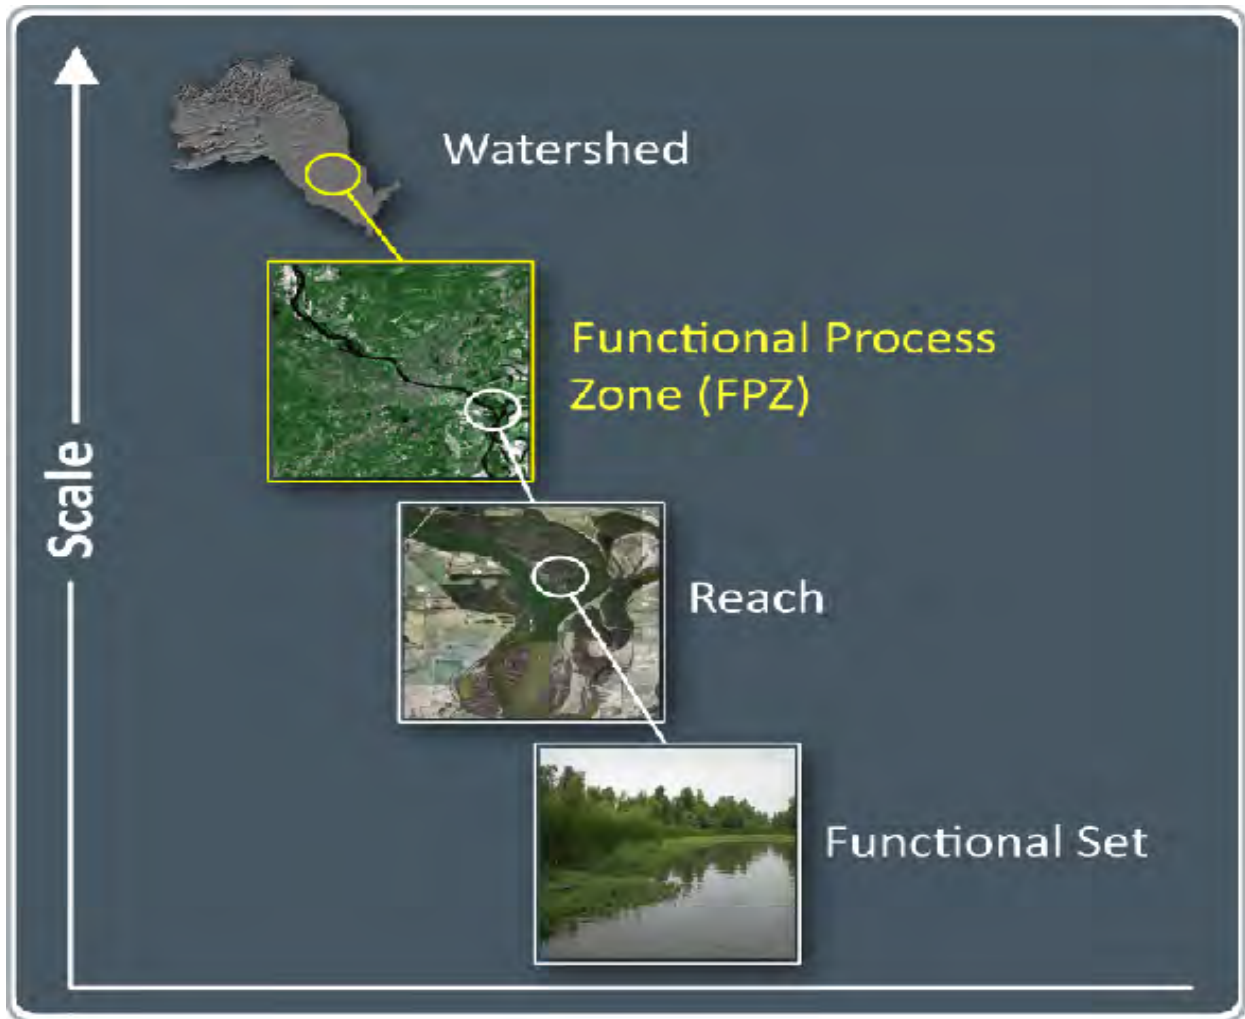 Watershed
Functional Process
Zone (FPZ)
Scale
Reach
Functional Set